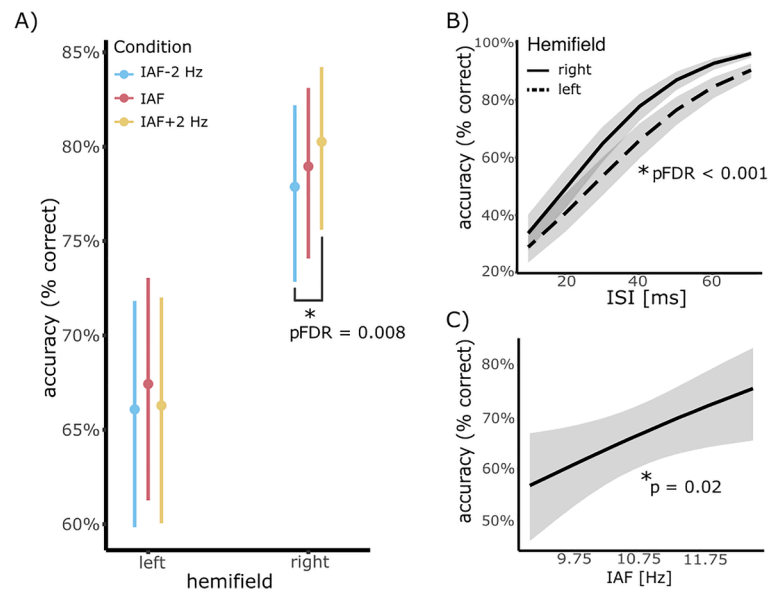 A)
accuracy (% correct)
85%
80%
75%
70%
65%
60%
Condition
IAF-2 Hz
IAF
IAF+2 Hz
*
pFDR = 0.008
left
right
hemifield
B)
accuracy (% correct)
100%
80%
60%
40%
20%
Hemifield
right
left
*pFDR < 0.001
20 40 60
ISI [ms]
C)
accuracy (% correct)
80%
70%
60%
50%
*p = 0.02
9.75 10.75 11.75
IAF [Hz]